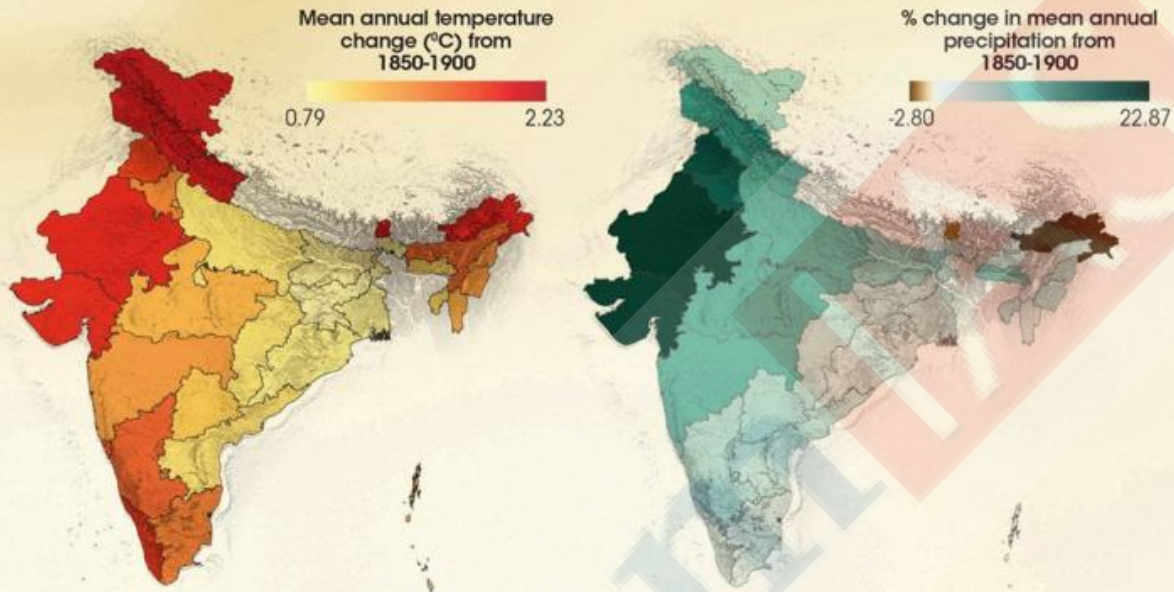 Mean annual temperature
change (ºC) from
1850-1900
0.79
2.23
% change in mean annual
precipitation from
1850-1900
-2.80
22.87